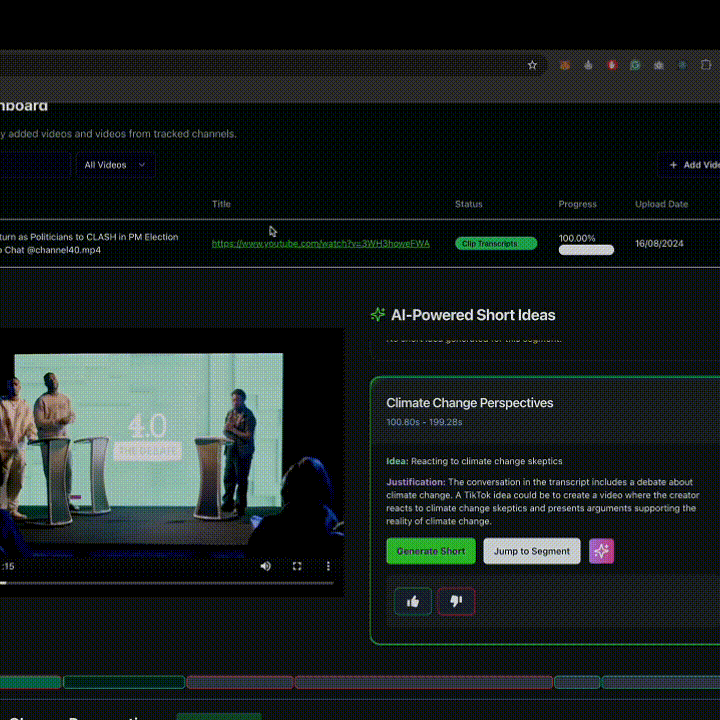 nboard
y added videos and videos from tracked channels.
All Videos
+ Add Vide
Title
Status
Progress
Upload Date
turn as Politicians to CLASH in PM Election
o Chat @channel40.mp4
https://www.youtube.com/watch?v=3WH3howeFWA
Clip Transcripts
100.00%
16/08/2024
AI-Powered Short Ideas
No short idea generated for this segment.
4.0
THE DEBATE
:15
Climate Change Perspectives
100.80s - 199.28s
Idea: Reacting to climate change skeptics
Justification: The conversation in the transcript includes a debate about
climate change. A TikTok idea could be to create a video where the creator
reacts to climate change skeptics and presents arguments supporting the
reality of climate change.
Generate Short
Jump to Segment